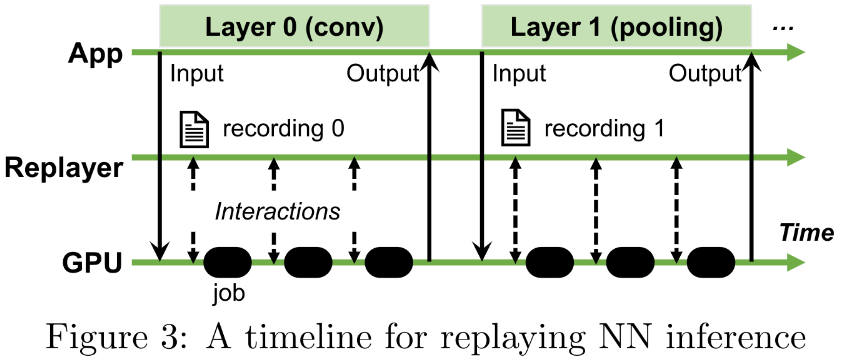 Layer 0 (conv)
Layer 1 (pooling)
...
App
Input
Output
Input
Output
recording 0
recording 1
Replayer
Interactions
Time
GPU
job
Figure 3: A timeline for replaying NN inference